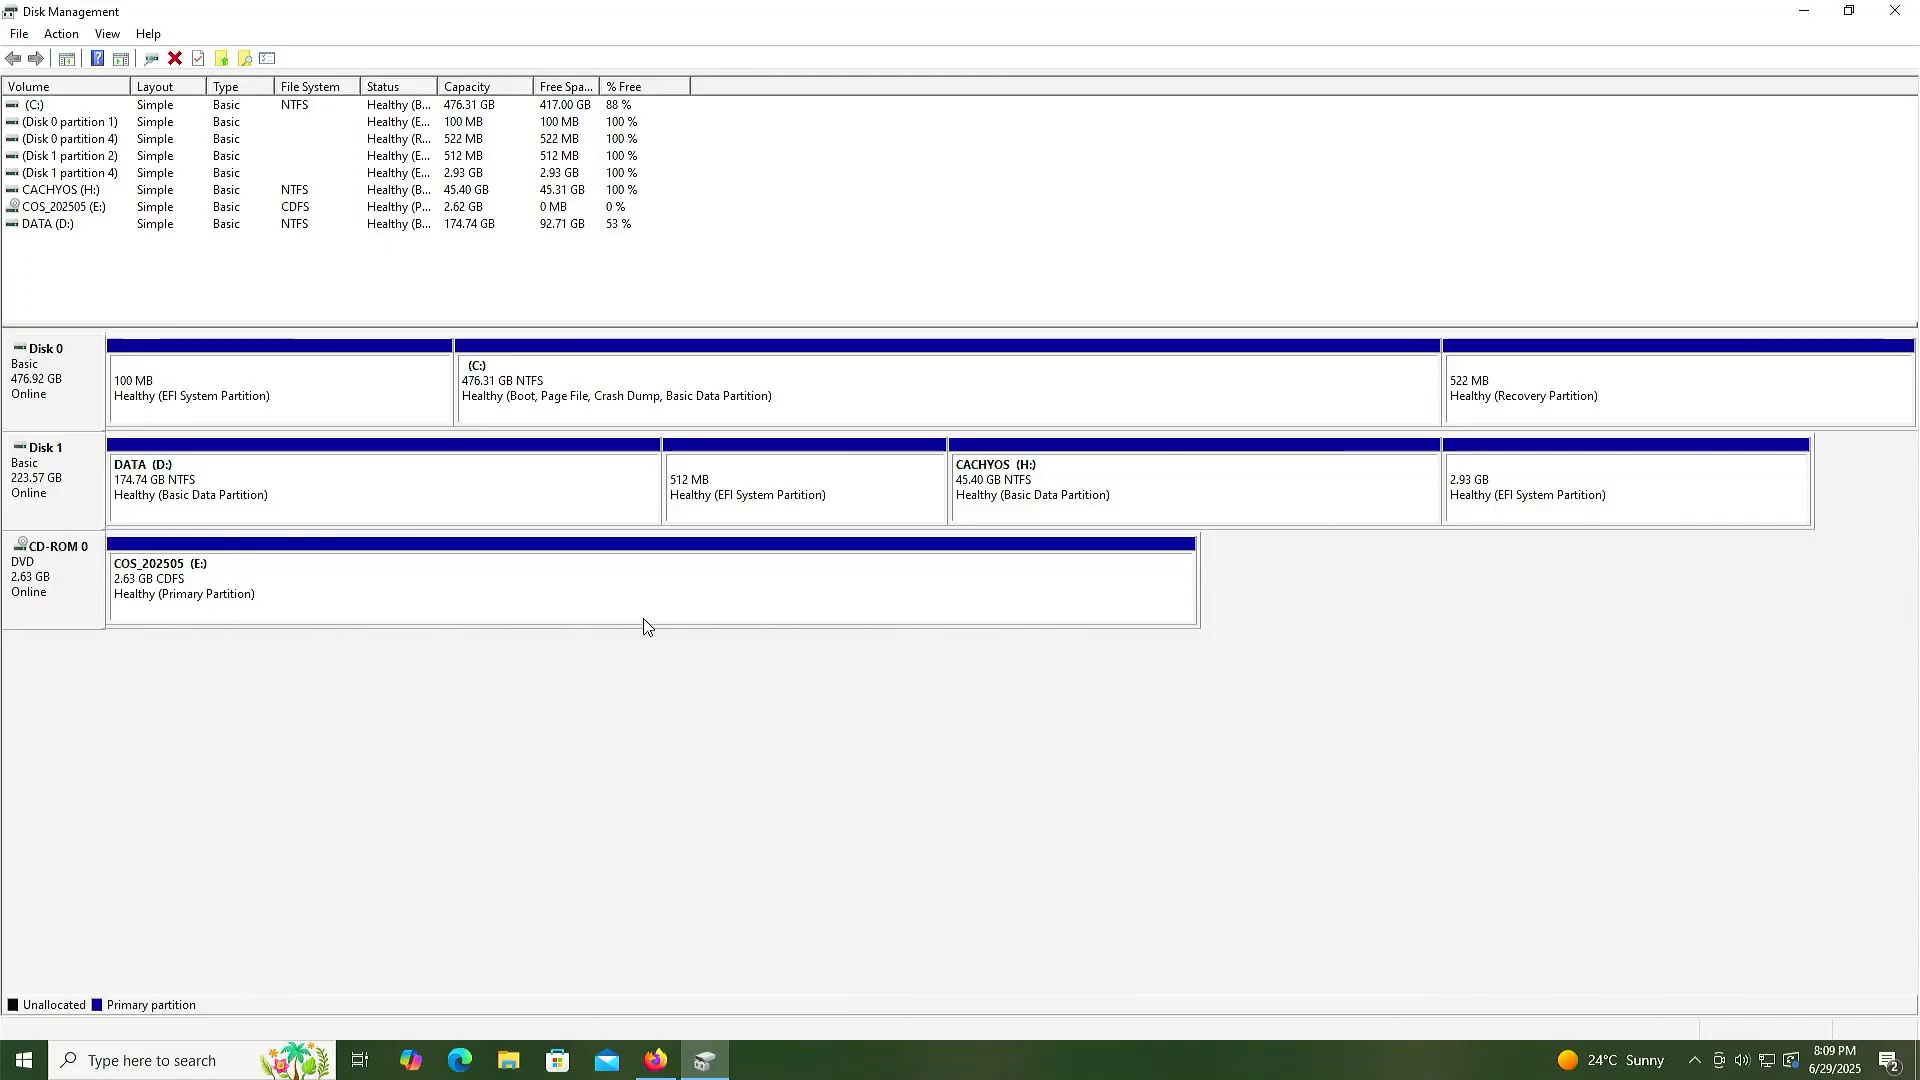 Disk Management
File Action View Help
Volume Layout Type File System Status Capacity Free Spa... % Free
(C:) Simple Basic NTFS Healthy (B... 476.31 GB 417.00 GB 88 %
(Disk 0 partition 1) Simple Basic Healthy (E... 100 MB 100 MB 100 %
(Disk 0 partition 4) Simple Basic Healthy (R... 522 MB 522 MB 100 %
(Disk 1 partition 2) Simple Basic Healthy (E... 512 MB 512 MB 100 %
(Disk 1 partition 4) Simple Basic Healthy (E... 2.93 GB 2.93 GB 100 %
CACHYOS (H:) Simple Basic NTFS Healthy (B... 45.40 GB 45.31 GB 100 %
COS_202505 (E:) Simple Basic CDFS Healthy (P... 2.62 GB 0 MB 0 %
DATA (D:) Simple Basic NTFS Healthy (B... 174.74 GB 92.71 GB 53 %
Disk 0
Basic
476.92 GB
Online
100 MB
Healthy (EFI System Partition)
(C:)
476.31 GB NTFS
Healthy (Boot, Page File, Crash Dump, Basic Data Partition)
522 MB
Healthy (Recovery Partition)
Disk 1
Basic
223.57 GB
Online
DATA (D:)
174.74 GB NTFS
Healthy (Basic Data Partition)
512 MB
Healthy (EFI System Partition)
CACHYOS (H:)
45.40 GB NTFS
Healthy (Basic Data Partition)
2.93 GB
Healthy (EFI System Partition)
CD-ROM 0
DVD
2.63 GB
Online
COS_202505 (E:)
2.63 GB CDFS
Healthy (Primary Partition)
Unallocated Primary partition
Type here to search
24°C Sunny
8:09 PM
6/29/2025
2